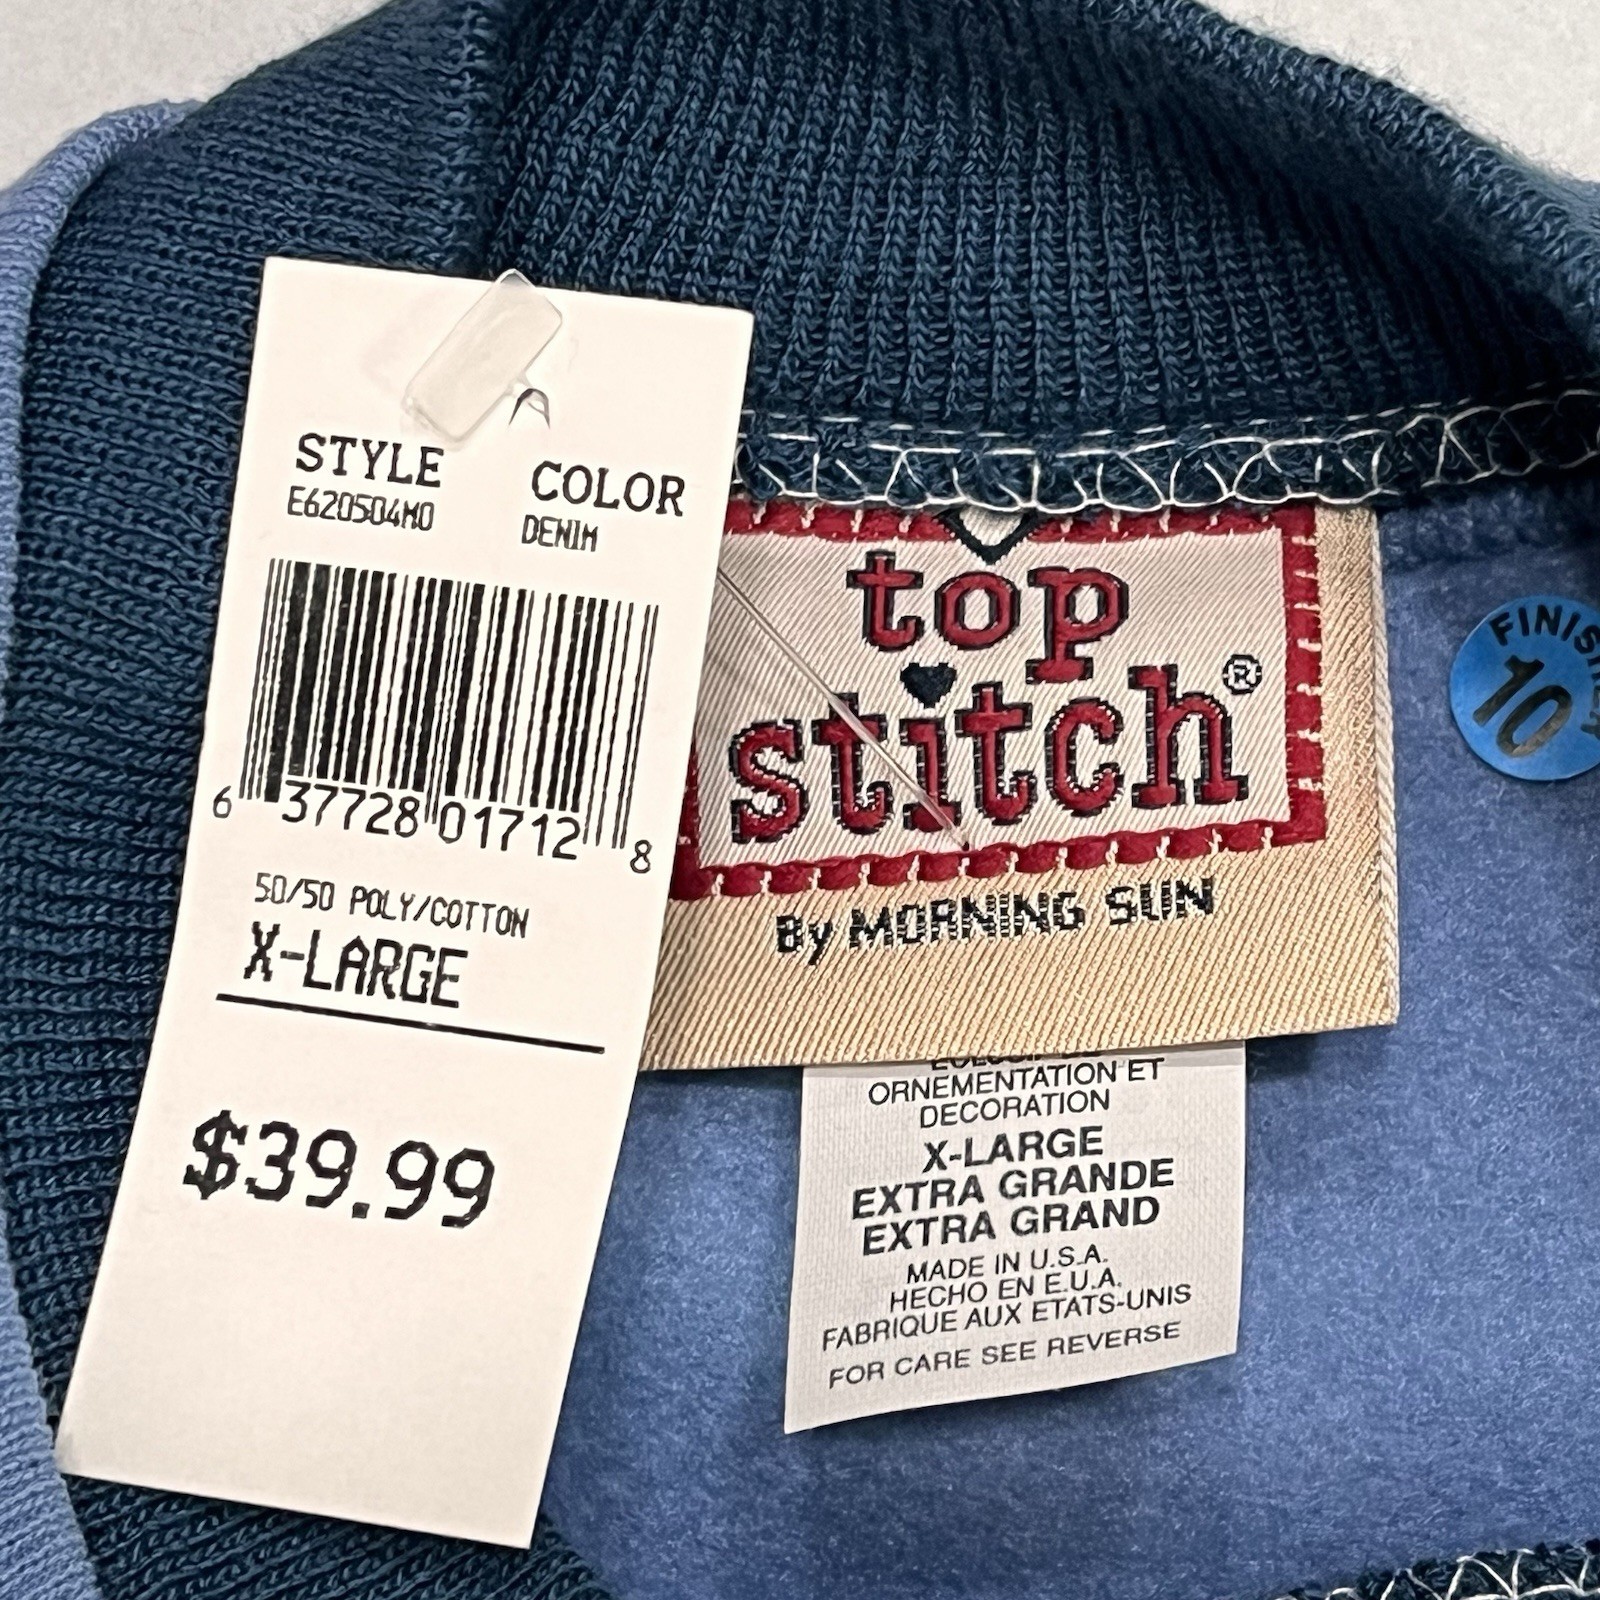 STYLE COLOR
E620504MO DENIM
6 37728 01712 8
50/50 POLY/COTTON
X-LARGE
$39.99
top
stitch®
By MORNING SUN
ORNEMENTATION ET
DECORATION
X-LARGE
EXTRA GRANDE
EXTRA GRAND
MADE IN U.S.A.
HECHO EN E.U.A.
FABRIQUE AUX ETATS-UNIS
FOR CARE SEE REVERSE
10